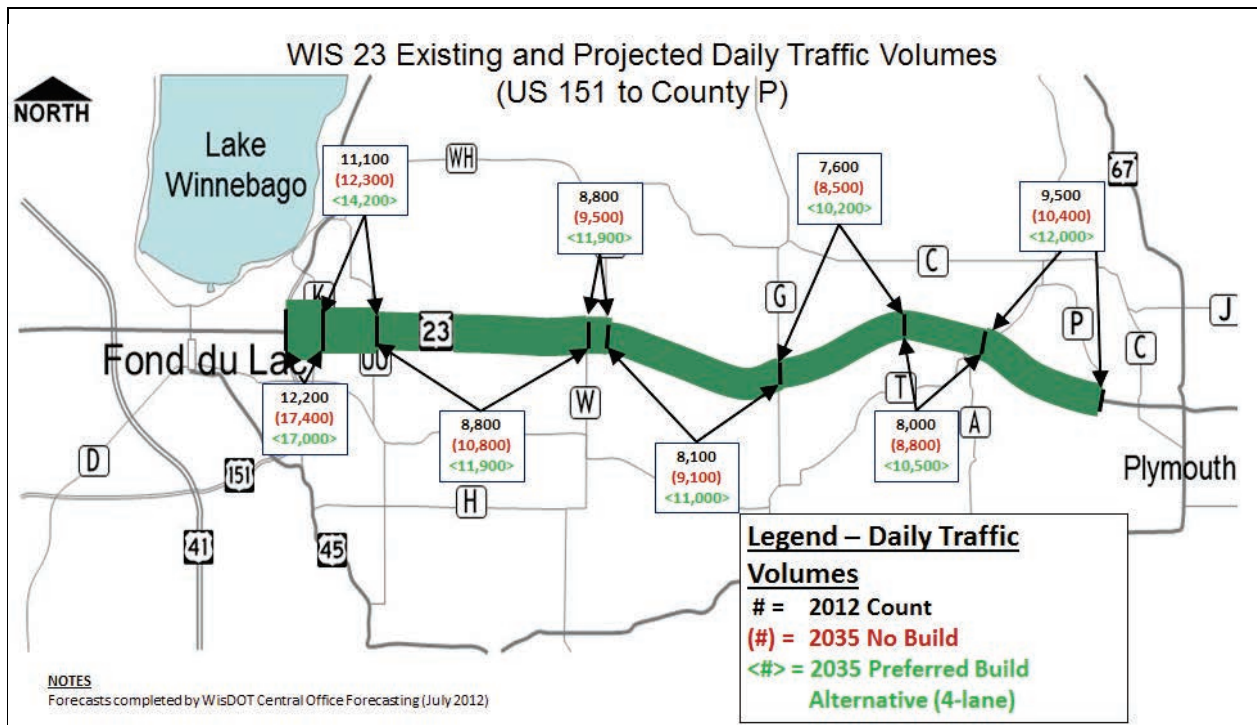 WIS 23 Existing and Projected Daily Traffic Volumes
(US 151 to County P)
NORTH
Lake
Winnebago
11,100
(12,300)
<14,200>
WH
8,800
(9,500)
<11,900>
7,600
(8,500)
<10,200>
9,500
(10,400)
<12,000>
67
C
G
K
23
P
J
C
Fond du Lac
UU
W
T
A
12,200
(17,400)
<17,000>
8,800
(10,800)
<11,900>
8,100
(9,100)
<11,000>
8,000
(8,800)
<10,500>
D
151
H
Plymouth
41
45
Legend – Daily Traffic
Volumes
# = 2012 Count
(#) = 2035 No Build
<#> = 2035 Preferred Build
Alternative (4-lane)
NOTES
Forecasts completed by WisDOT Central Office Forecasting (July 2012)